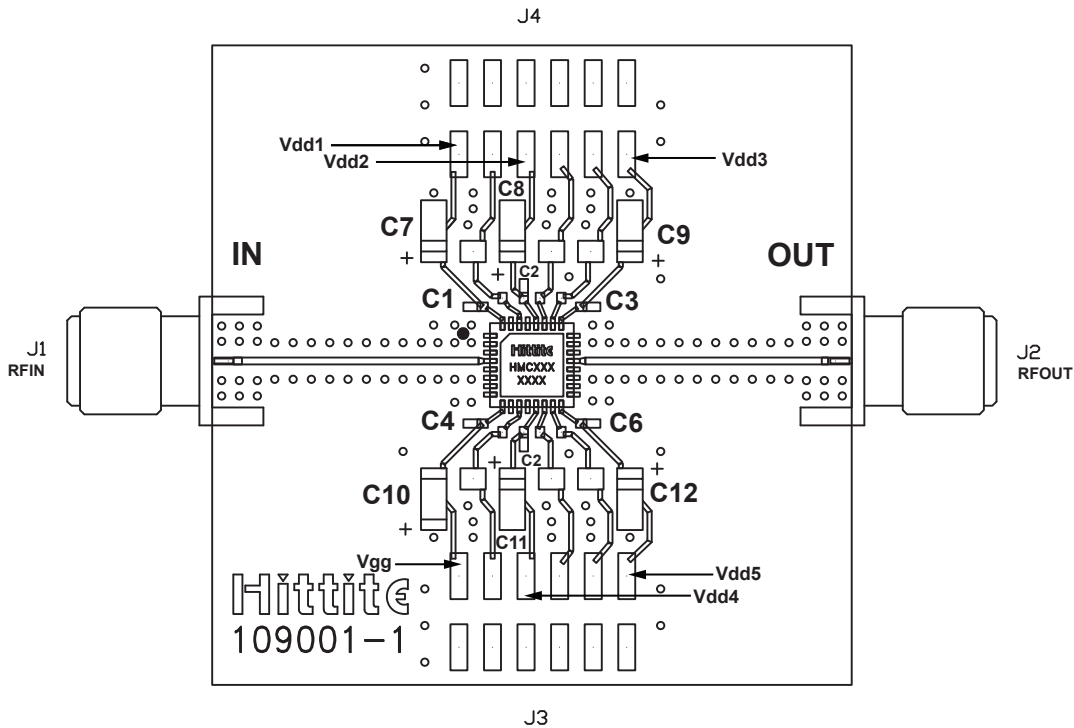 J4
Vdd1
Vdd2
Vdd3
C8
C7
C9
IN
OUT
+
+
+
C2
C1
C3
J1
RFIN
Hittite
HMCXXX
XXXX
J2
RFOUT
C4
C6
C2
+
+
C10
C12
+
C11
Vgg
Vdd5
Vdd4
Hittite
109001-1
J3